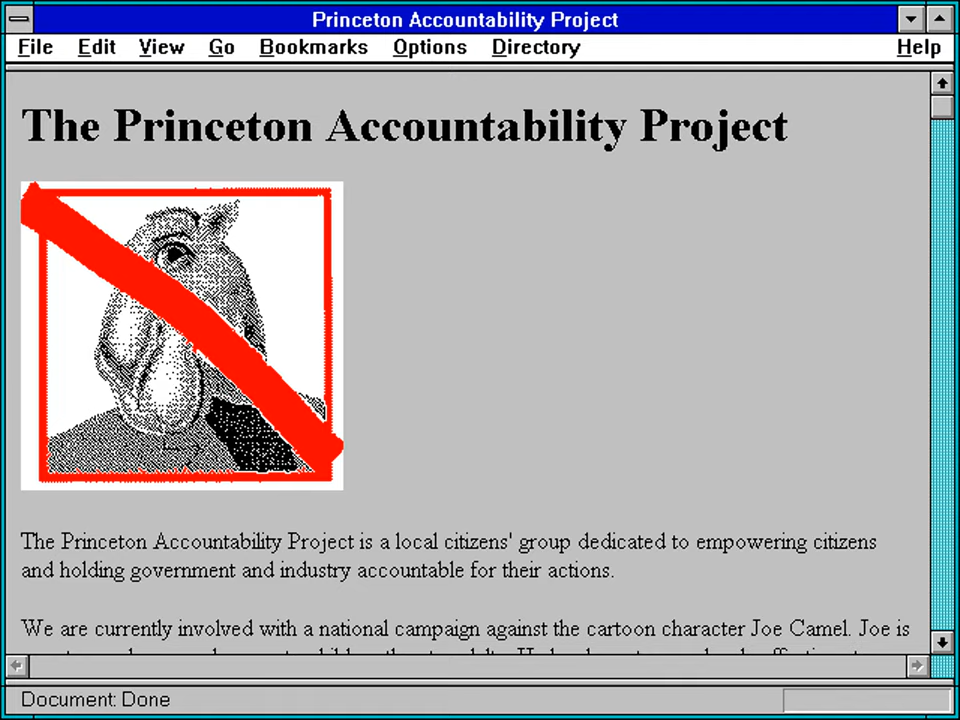 Princeton Accountability Project
File Edit View Go Bookmarks Options Directory Help
The Princeton Accountability Project
The Princeton Accountability Project is a local citizens' group dedicated to empowering citizens
and holding government and industry accountable for their actions.
We are currently involved with a national campaign against the cartoon character Joe Camel. Joe is
Document: Done